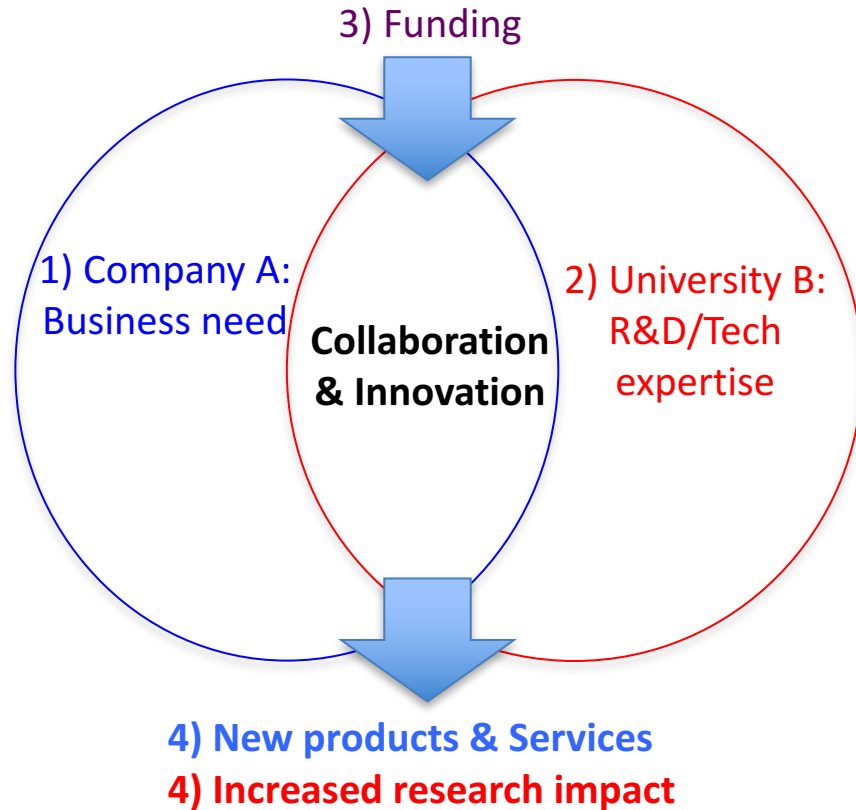 3) Funding
1) Company A:
Business need
2) University B:
R&D/Tech
expertise
Collaboration
& Innovation
4) New products & Services
4) Increased research impact